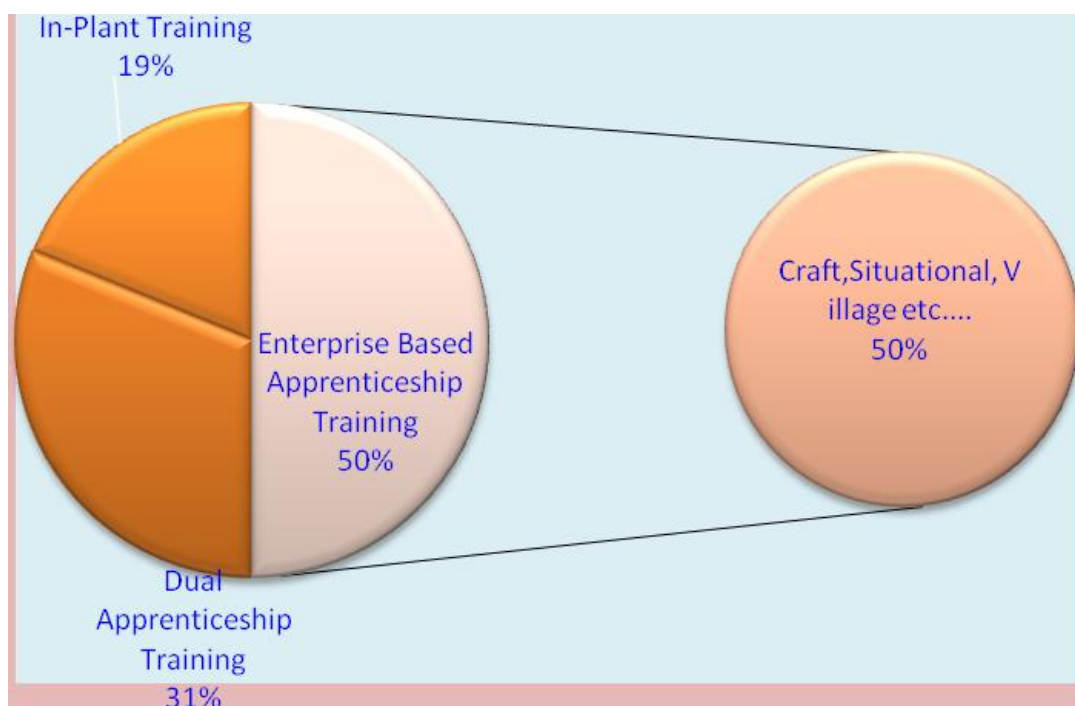 In-Plant Training
19%
Enterprise Based
Apprenticeship
Training
50%
Dual
Apprenticeship
Training
31%
Craft,Situational, V
illage etc....
50%